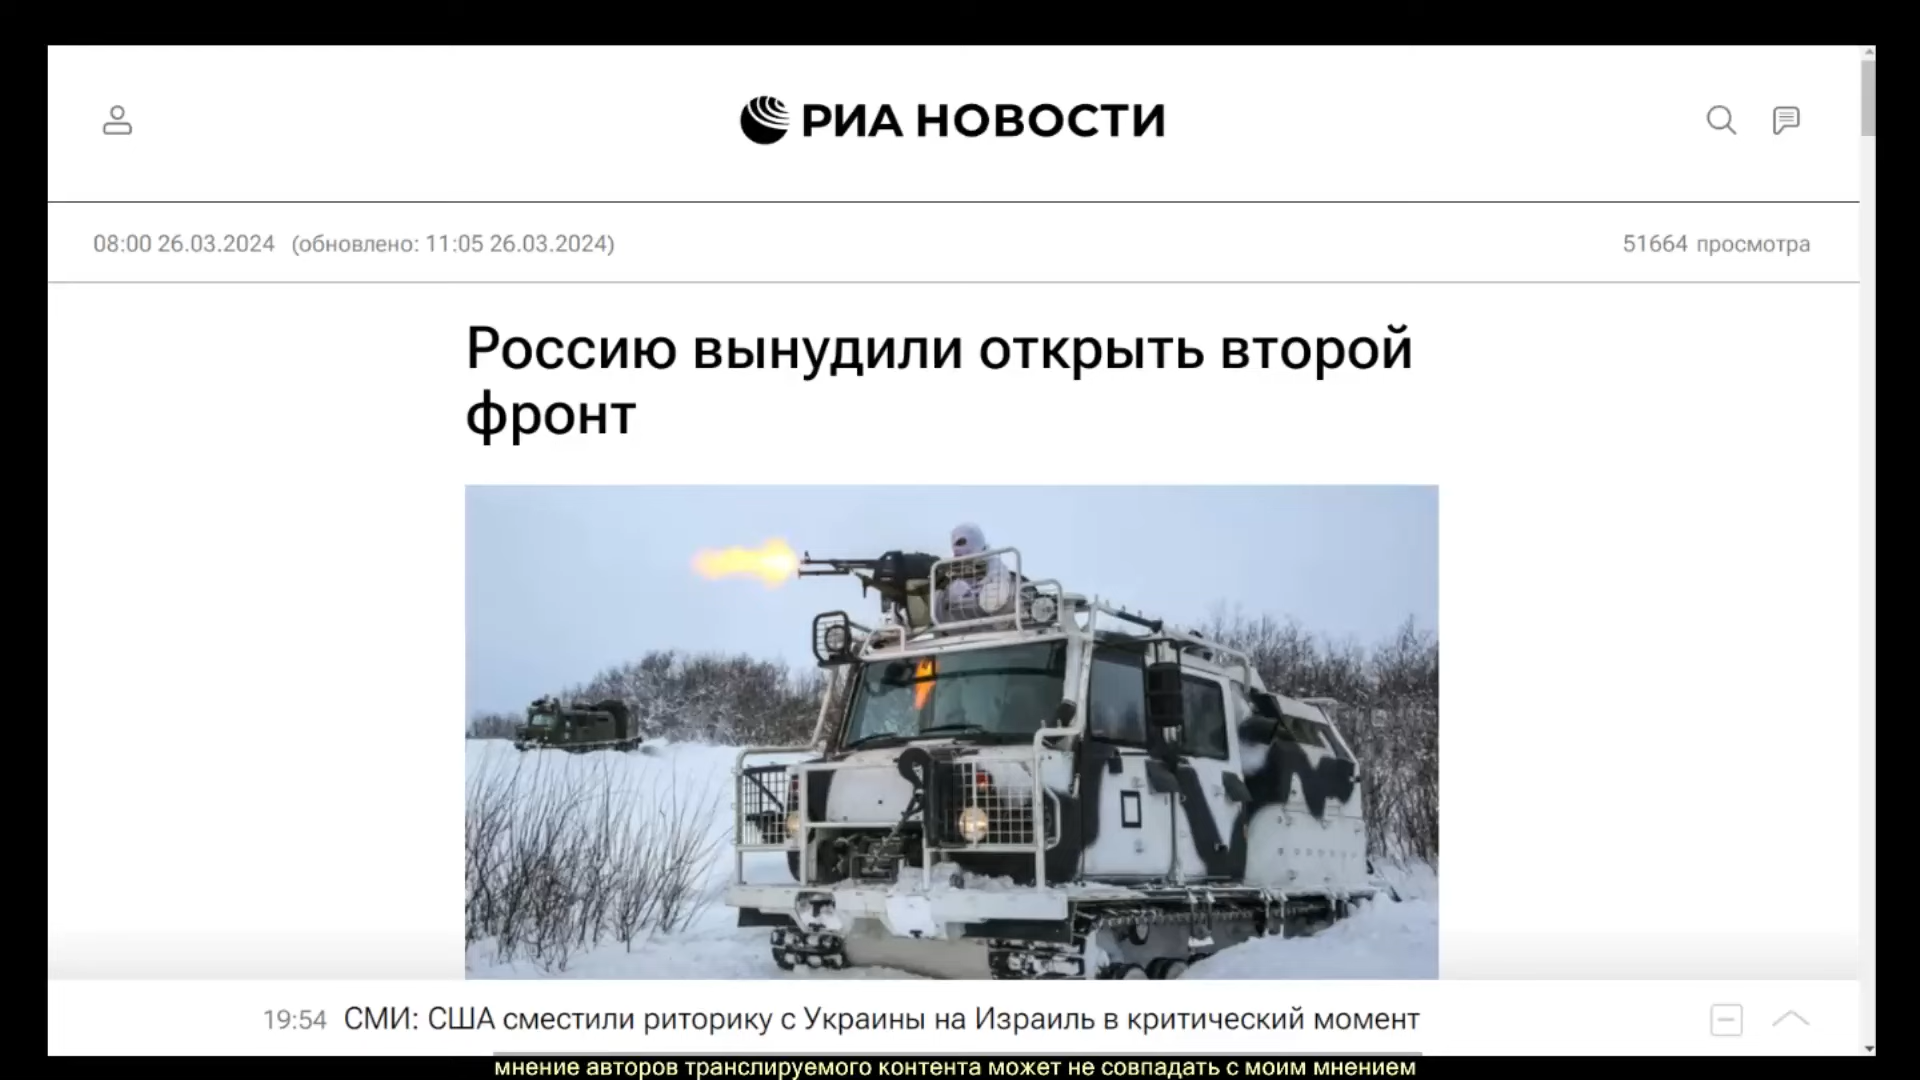 РИА НОВОСТИ
08:00 26.03.2024 (обновлено: 11:05 26.03.2024)
51664 просмотра
Россию вынудили открыть второй
фронт
19:54 СМИ: США сместили риторику с Украины на Израиль в критический момент
мнение авторов транслируемого контента может не совпадать с моим мнением